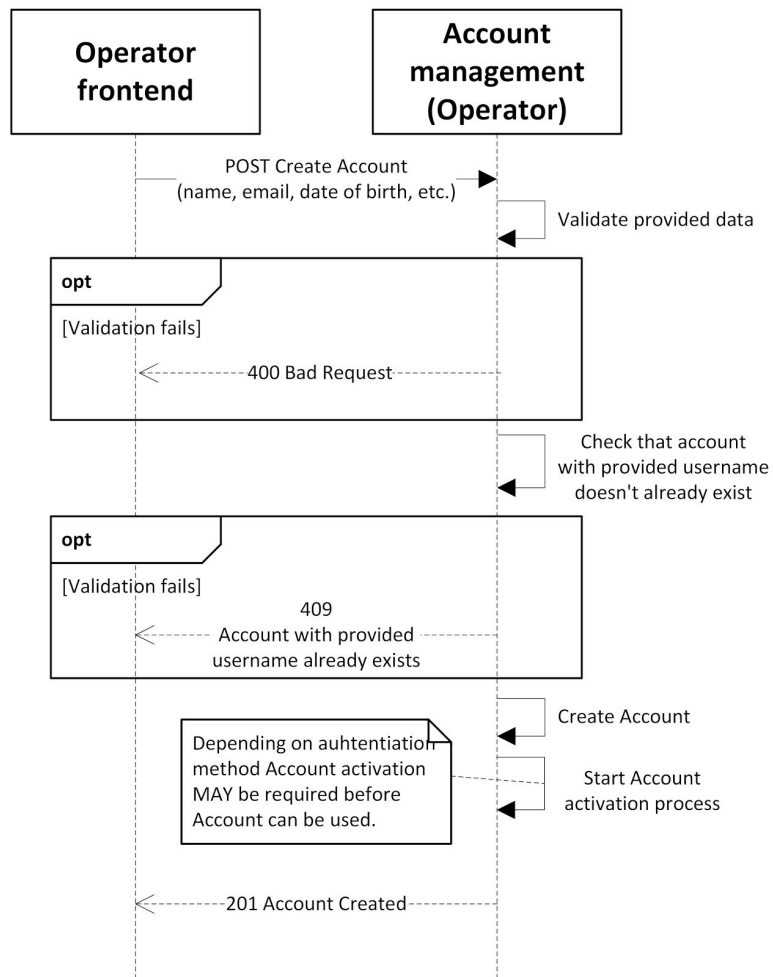 Operator
frontend
Account
management
(Operator)
POST Create Account
(name, email, date of birth, etc.)
Validate provided data
opt
[Validation fails]
400 Bad Request
Check that account
with provided username
doesn't already exist
opt
[Validation fails]
409
Account with provided
username already exists
Create Account
Depending on auhtentiation
method Account activation
MAY be required before
Account can be used.
Start Account
activation process
201 Account Created